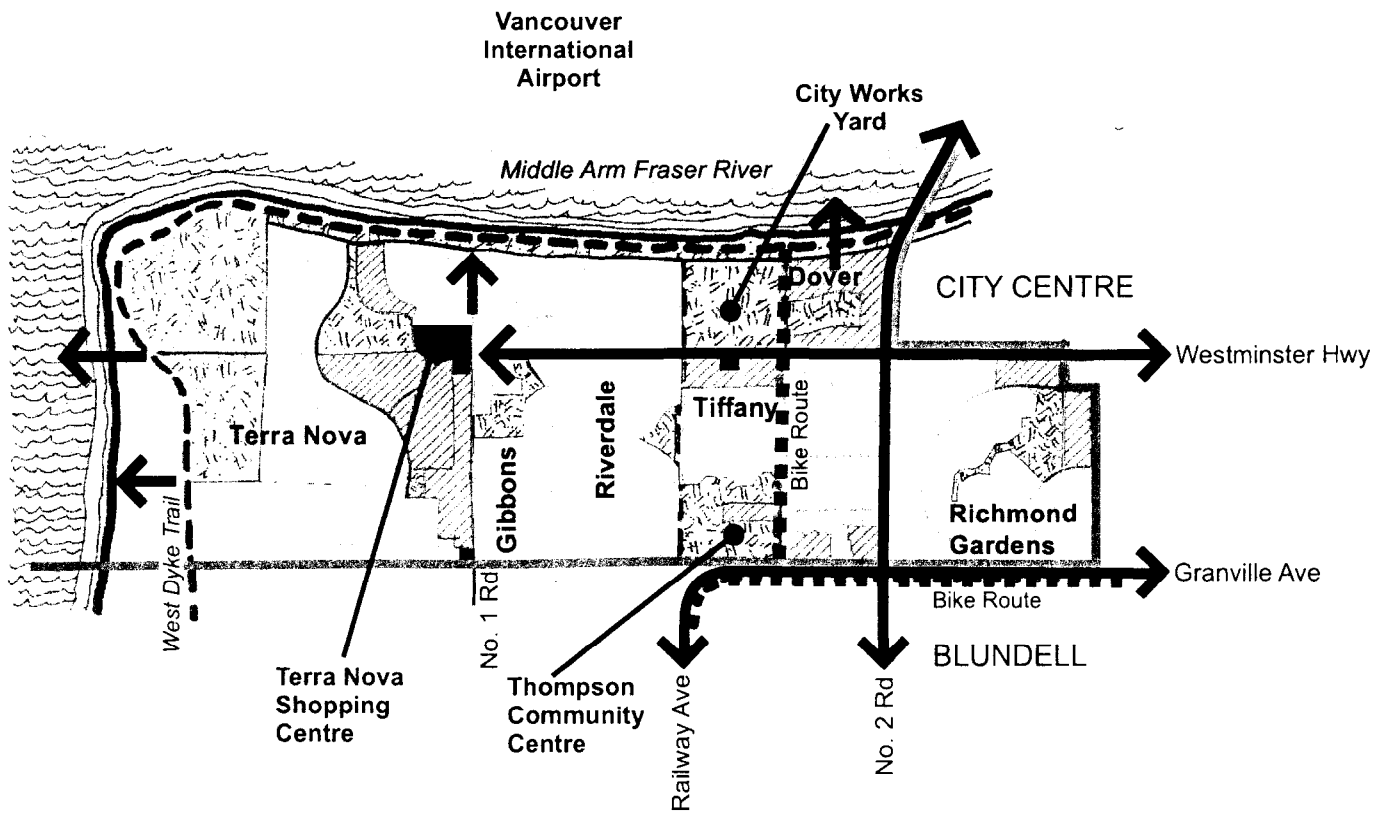 Vancouver
International
Airport
City Works
Yard
Middle Arm Fraser River
Dover
CITY CENTRE
Westminster Hwy
Terra Nova
Gibbons
Riverdale
Tiffany
Bike Route
Richmond
Gardens
West Dyke Trail
No. 1 Rd
Granville Ave
Bike Route
BLUNDELL
Terra Nova
Shopping
Centre
Thompson
Community
Centre
Railway Ave
No. 2 Rd